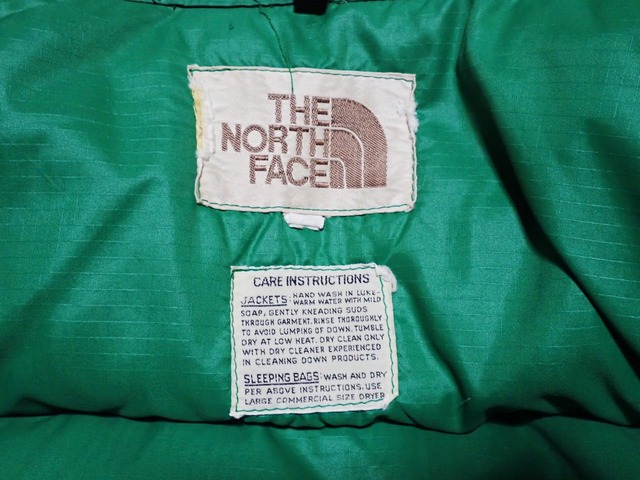 THE
NORTH
FACE
CARE INSTRUCTIONS
JACKETS: HAND WASH IN LUKE-
WARM WATER WITH MILD
SOAP, GENTLY KNEADING SUDS
THROUGH GARMENT. RINSE THOROUGHLY
TO AVOID LUMPING OF DOWN. TUMBLE
DRY AT LOW HEAT. DRY CLEAN ONLY
WITH DRY CLEANER EXPERIENCED
IN CLEANING DOWN PRODUCTS.
SLEEPING BAGS: WASH AND DRY
PER ABOVE INSTRUCTIONS. USE
LARGE COMMERCIAL SIZE DRYER